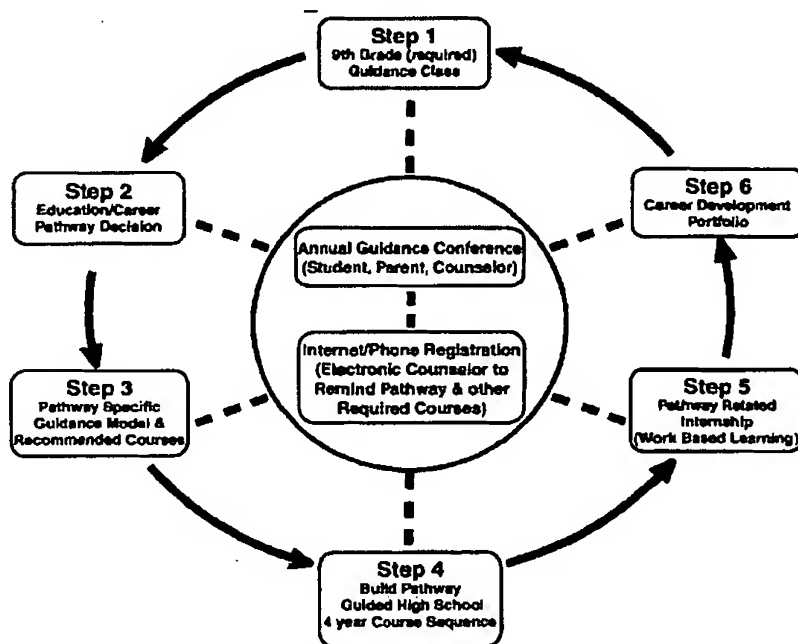 Step 1
9th Grade (required)
Guidance Class
Step 2
Education/Career
Pathway Decision
Step 6
Career Development
Portfolio
Annual Guidance Conference
(Student, Parent, Counselor)
Internet/Phone Registration
(Electronic Counselor to
Remind Pathway & other
Required Courses)
Step 3
Pathway Specific
Guidance Model &
Recommended Courses
Step 5
Pathway Related
Internship
(Work Based Learning)
Step 4
Build Pathway
Guided High School
4 year Course Sequence